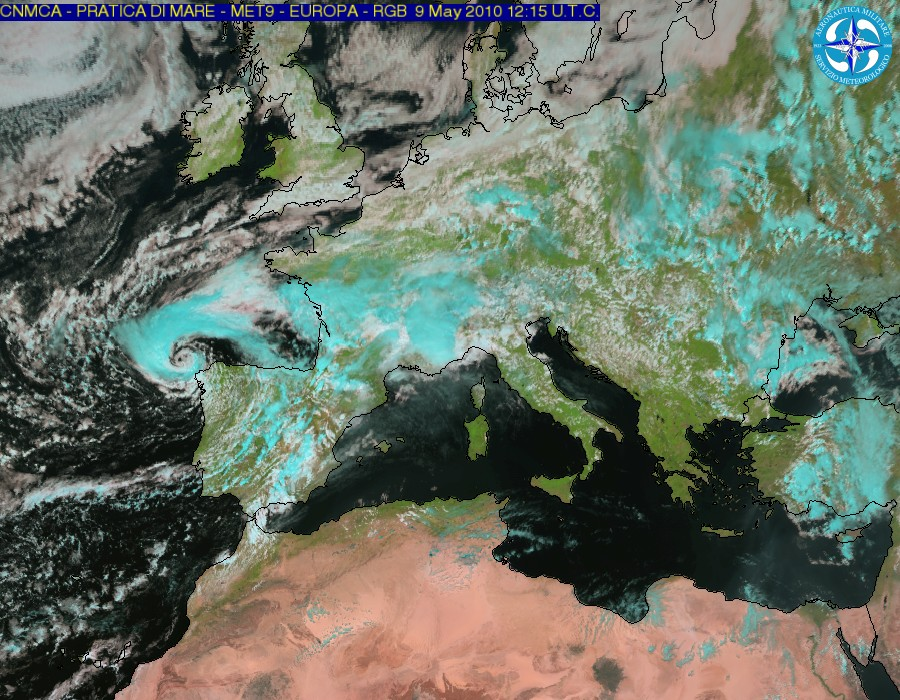 CNMCA - PRATICA DI MARE - MET9 - EUROPA - RGB 9 May 2010 12:15 U.T.C.
AERONAUTICA MILITARE
SERVIZIO METEOROLOGICO